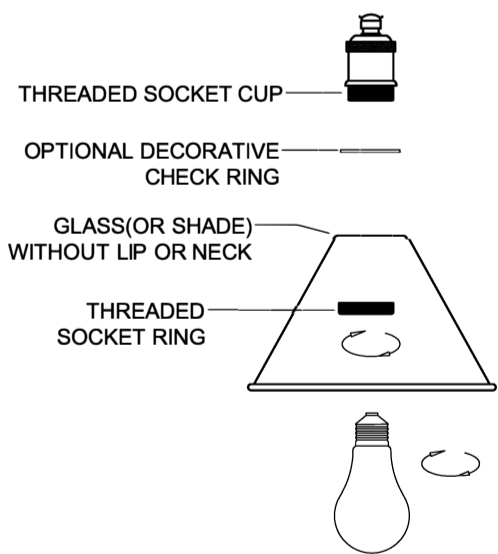 THREADED SOCKET CUP
OPTIONAL DECORATIVE
CHECK RING
GLASS(OR SHADE)
WITHOUT LIP OR NECK
THREADED
SOCKET RING